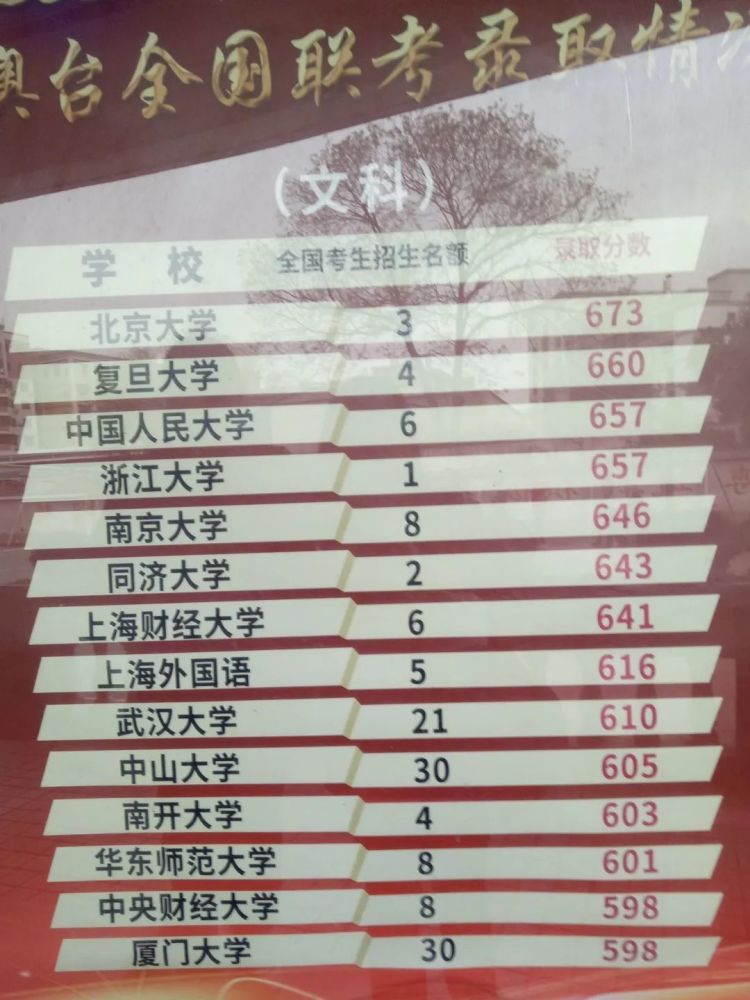 澳台全国联考录取情况
（文科）
学 校 全国考生招生名额 录取分数
北京大学 3 673
复旦大学 4 660
中国人民大学 6 657
浙江大学 1 657
南京大学 8 646
同济大学 2 643
上海财经大学 6 641
上海外国语 5 616
武汉大学 21 610
中山大学 30 605
南开大学 4 603
华东师范大学 8 601
中央财经大学 8 598
厦门大学 30 598